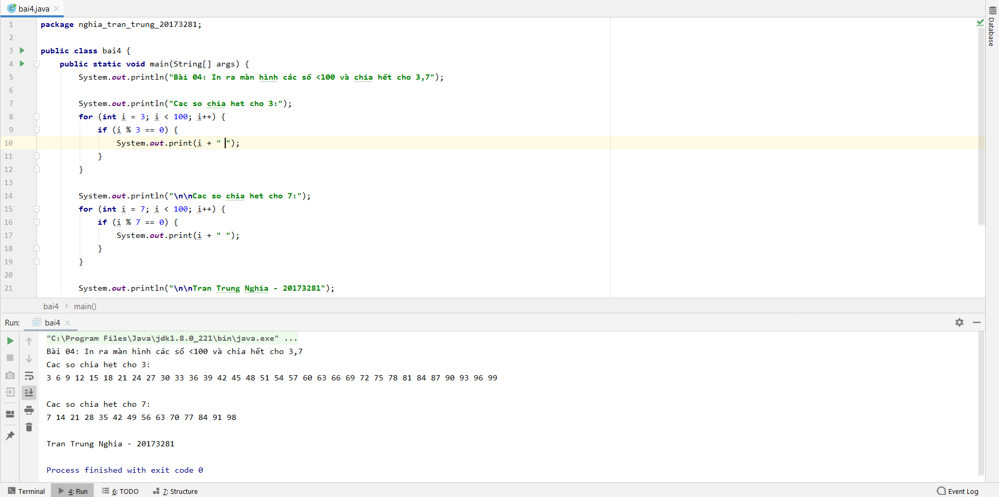 bai4.java
Database
1 package nghia_tran_trung_20173281;
2
3 public class bai4 {
4 public static void main(String[] args) {
5 System.out.println("Bài 04: In ra màn hình các số <100 và chia hết cho 3,7");
6
7 System.out.println("Cac so chia het cho 3:");
8 for (int i = 3; i < 100; i++) {
9 if (i % 3 == 0) {
10 System.out.print(i + " ");
11 }
12 }
13
14 System.out.println("\n\nCac so chia het cho 7:");
15 for (int i = 7; i < 100; i++) {
16 if (i % 7 == 0) {
17 System.out.print(i + " ");
18 }
19 }
20
21 System.out.println("\n\nTran Trung Nghia - 20173281");
bai4 › main()
Run: bai4
"C:\Program Files\Java\jdk1.8.0_221\bin\java.exe" ...
Bài 04: In ra màn hình các số <100 và chia hết cho 3,7
Cac so chia het cho 3:
3 6 9 12 15 18 21 24 27 30 33 36 39 42 45 48 51 54 57 60 63 66 69 72 75 78 81 84 87 90 93 96 99
Cac so chia het cho 7:
7 14 21 28 35 42 49 56 63 70 77 84 91 98
Tran Trung Nghia - 20173281
Process finished with exit code 0
Terminal 4: Run 6: TODO 7: Structure Event Log